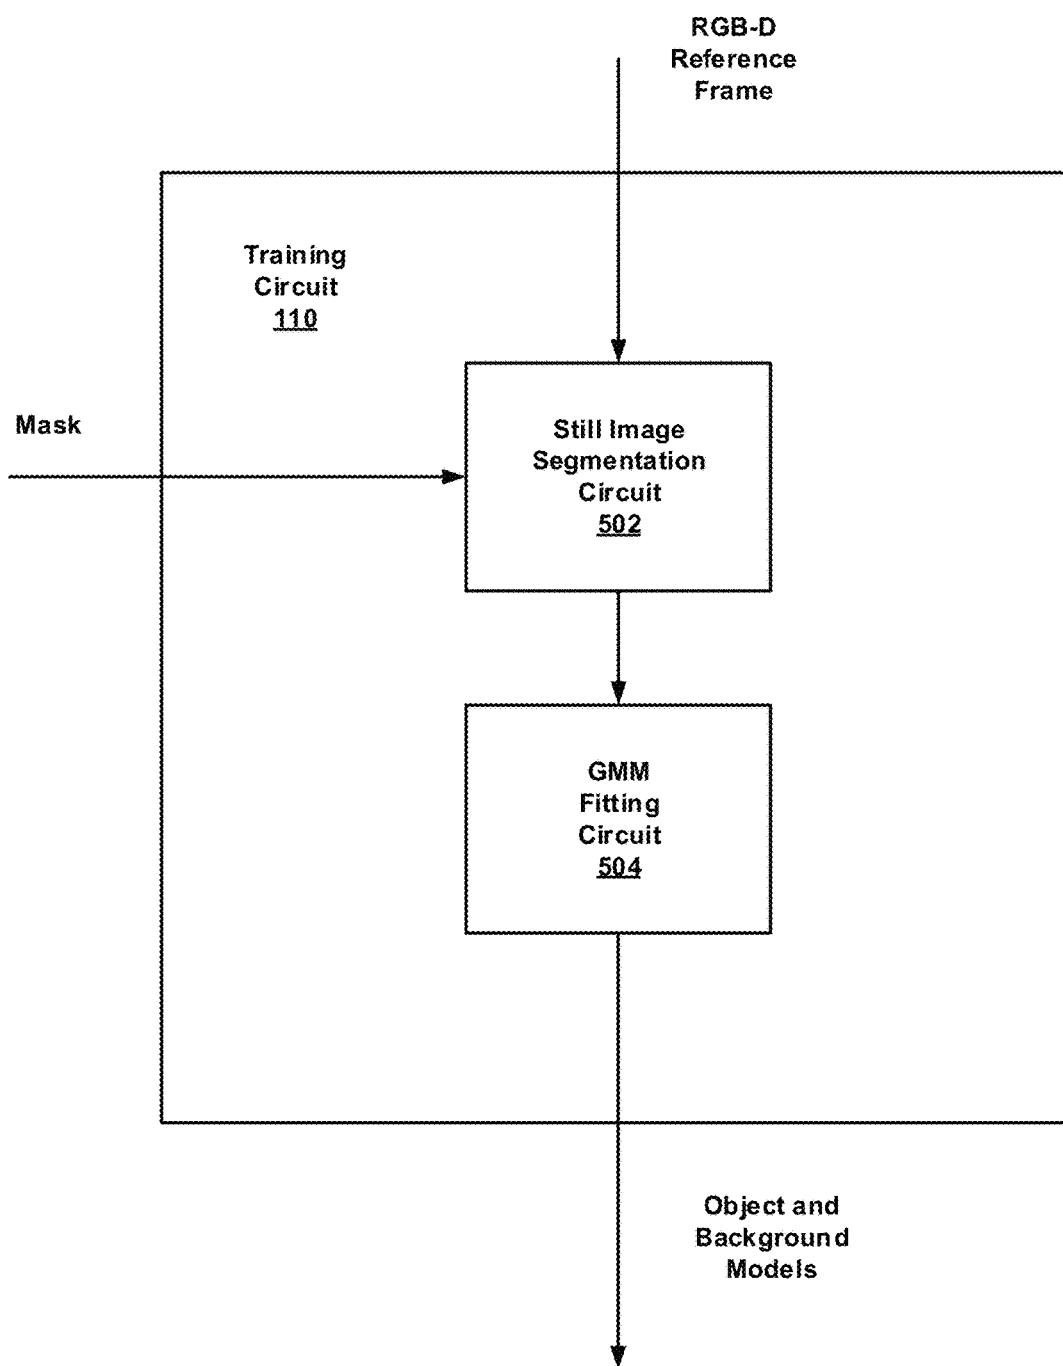 RGB-D
Reference
Frame
Training
Circuit
110
Mask
Still Image
Segmentation
Circuit
502
GMM
Fitting
Circuit
504
Object and
Background
Models